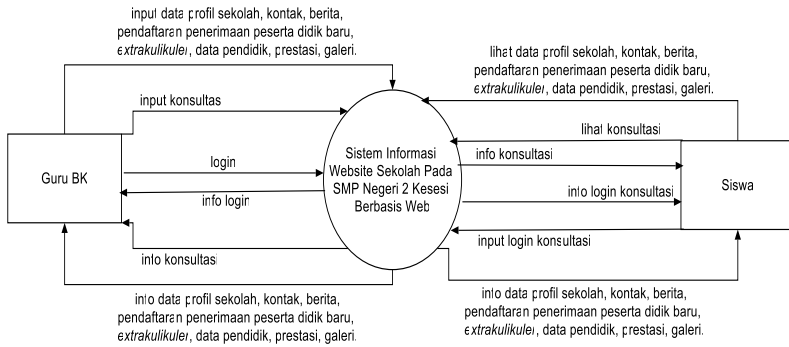 input data profil sekolah, kontak, berita,
pendaftaran penerimaan peserta didik baru,
extrakulikuler, data pendidik, prestasi, galeri.
lihat data profil sekolah, kontak, berita,
pendaftaran penerimaan peserta didik baru,
extrakulikuler, data pendidik, prestasi, galeri.
input konsultas
lihat konsultasi
Guru BK
login
info login
info konsultasi
Sistem Informasi
Website Sekolah Pada
SMP Negeri 2 Kesesi
Berbasis Web
info konsultasi
info login konsultasi
input login konsultasi
Siswa
info data profil sekolah, kontak, berita,
pendaftaran penerimaan peserta didik baru,
extrakulikuler, data pendidik, prestasi, galeri.
info data profil sekolah, kontak, berita,
pendaftaran penerimaan peserta didik baru,
extrakulikuler, data pendidik, prestasi, galeri.